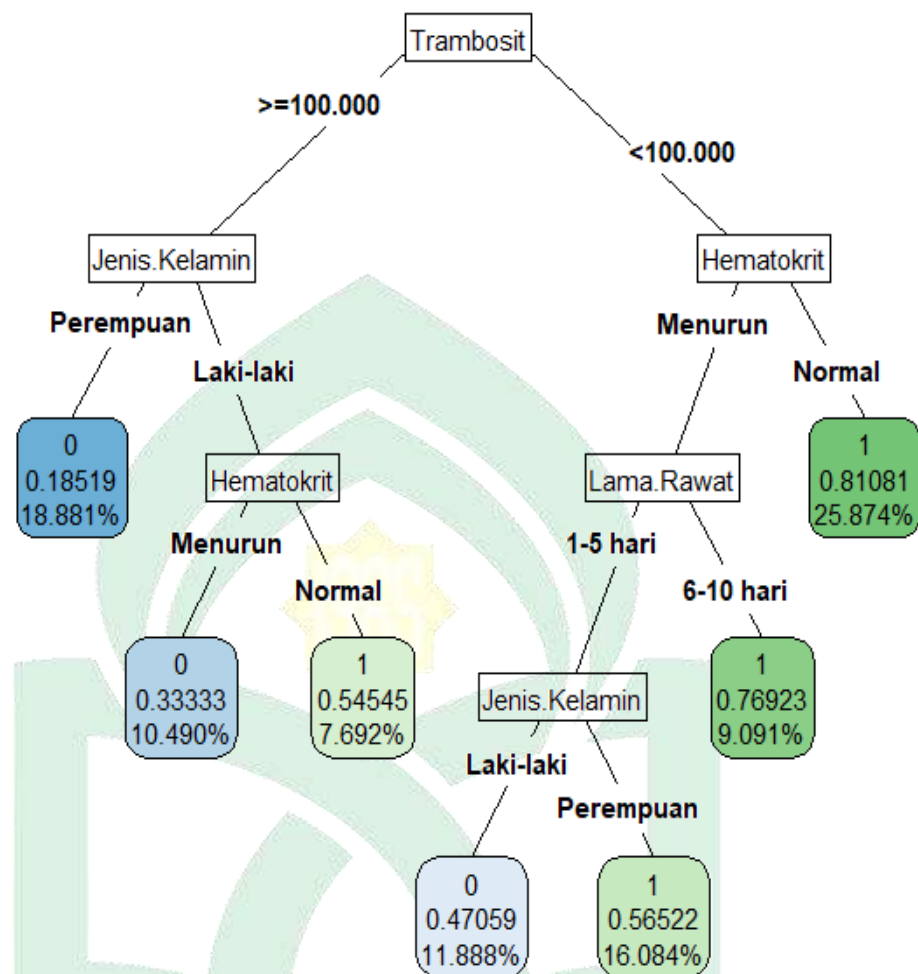 Trambosit
>=100.000
<100.000
Jenis.Kelamin
Hematokrit
Perempuan
Menurun
Laki-laki
Normal
0
0.18519
18.881%
Hematokrit
Lama.Rawat
1
0.81081
25.874%
Menurun
1-5 hari
Normal
6-10 hari
0
0.33333
10.490%
1
0.54545
7.692%
Jenis.Kelamin
1
0.76923
9.091%
Laki-laki
Perempuan
0
0.47059
11.888%
1
0.56522
16.084%